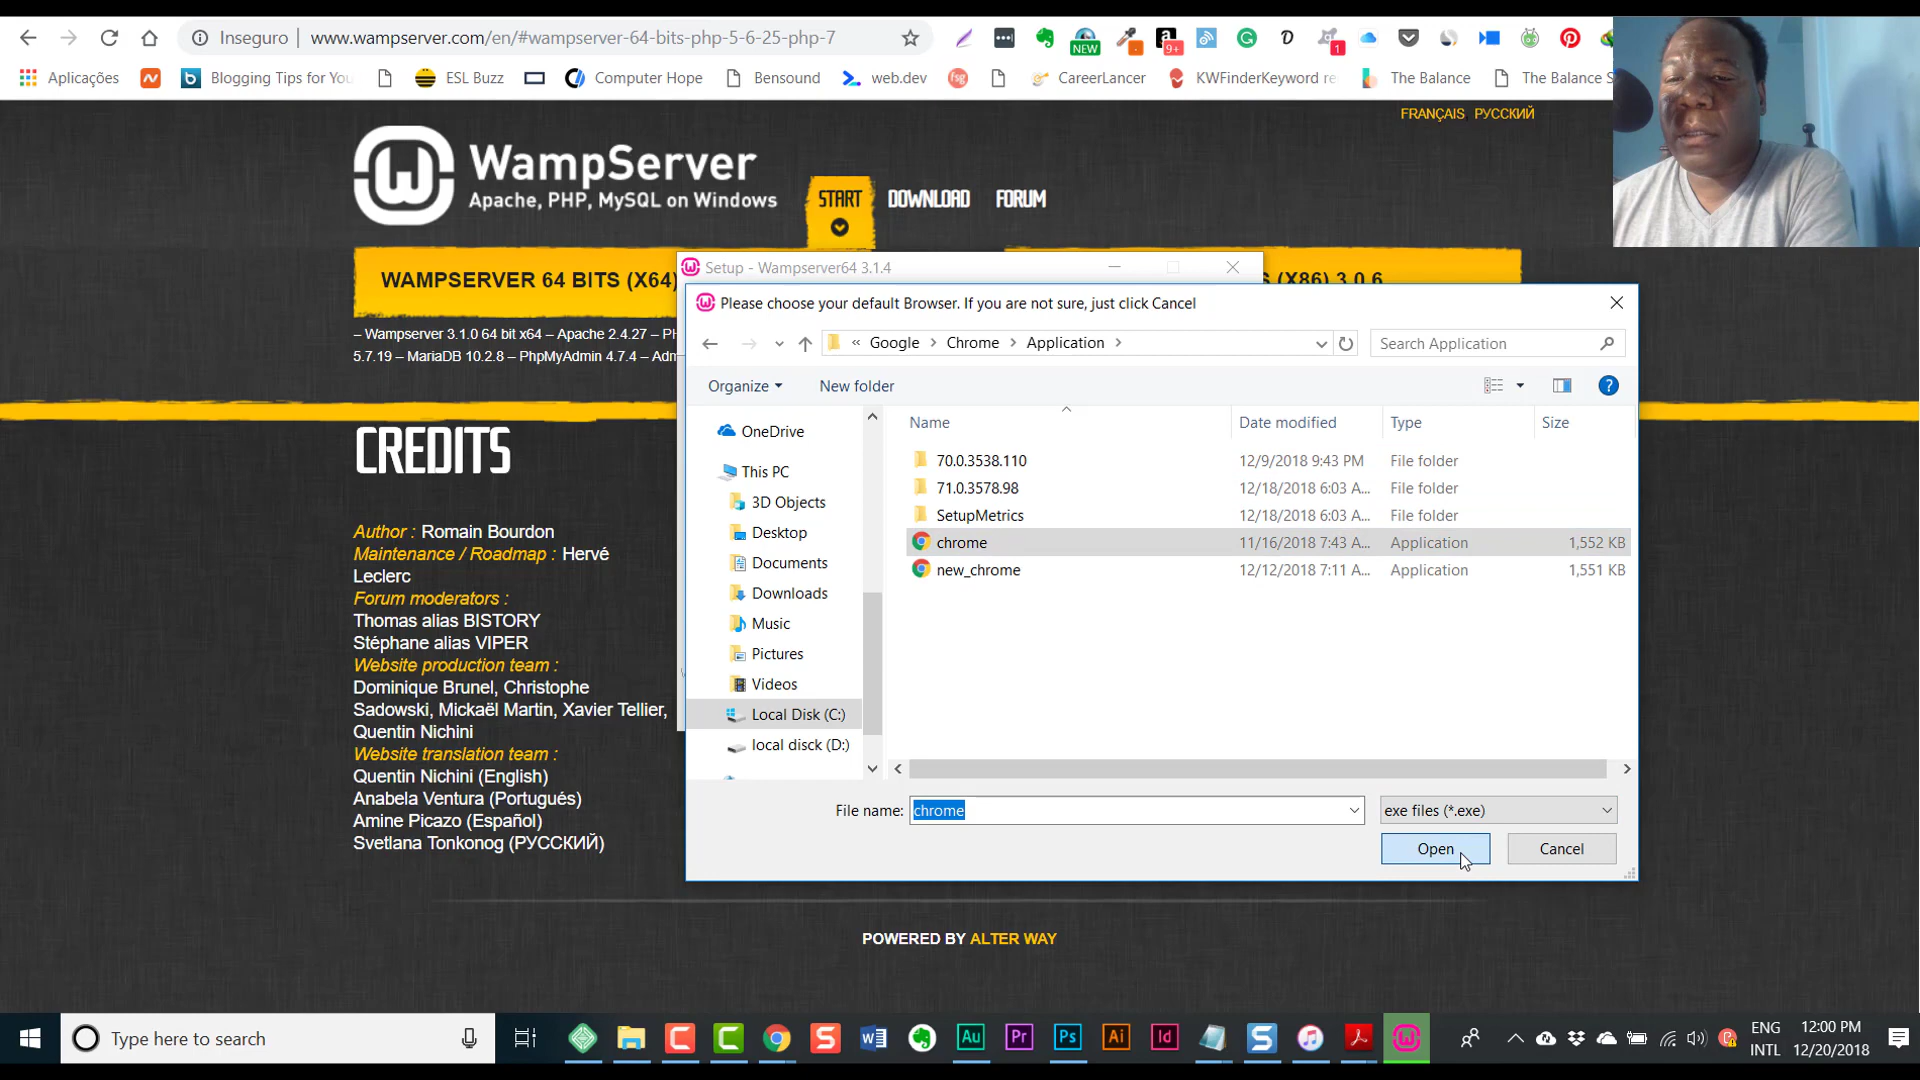 Inseguro | www.wampserver.com/en/#wampserver-64-bits-php-5-6-25-php-7
NEW
9+
1
Aplicações
Blogging Tips for You
ESL Buzz
Computer Hope
Bensound
web.dev
fsg
CareerLancer
KWFinderKeyword re
The Balance
The Balance S
FRANÇAIS РУССКИЙ
WampServer
Apache, PHP, MySQL on Windows
START
DOWNLOAD
FORUM
WAMPSERVER 64 BITS (X64)
S (X86) 3.0.6
– Wampserver 3.1.0 64 bit x64 – Apache 2.4.27 – PH
5.7.19 – MariaDB 10.2.8 – PhpMyAdmin 4.7.4 – Adm
Setup - Wampserver64 3.1.4
Please choose your default Browser. If you are not sure, just click Cancel
« Google > Chrome > Application >
Search Application
Organize
New folder
OneDrive
This PC
3D Objects
Desktop
Documents
Downloads
Music
Pictures
Videos
Local Disk (C:)
local disck (D:)
Name Date modified Type Size
70.0.3538.110 12/9/2018 9:43 PM File folder
71.0.3578.98 12/18/2018 6:03 A... File folder
SetupMetrics 12/18/2018 6:03 A... File folder
chrome 11/16/2018 7:43 A... Application 1,552 KB
new_chrome 12/12/2018 7:11 A... Application 1,551 KB
File name: chrome
exe files (*.exe)
Open
Cancel
CREDITS
Author : Romain Bourdon
Maintenance / Roadmap : Hervé
Leclerc
Forum moderators :
Thomas alias BISTORY
Stéphane alias VIPER
Website production team :
Dominique Brunel, Christophe
Sadowski, Mickaël Martin, Xavier Tellier,
Quentin Nichini
Website translation team :
Quentin Nichini (English)
Anabela Ventura (Portugués)
Amine Picazo (Español)
Svetlana Tonkonog (РУССКИЙ)
POWERED BY ALTER WAY
Type here to search
Au
Pr
Ps
Ai
Id
ENG
INTL
12:00 PM
12/20/2018